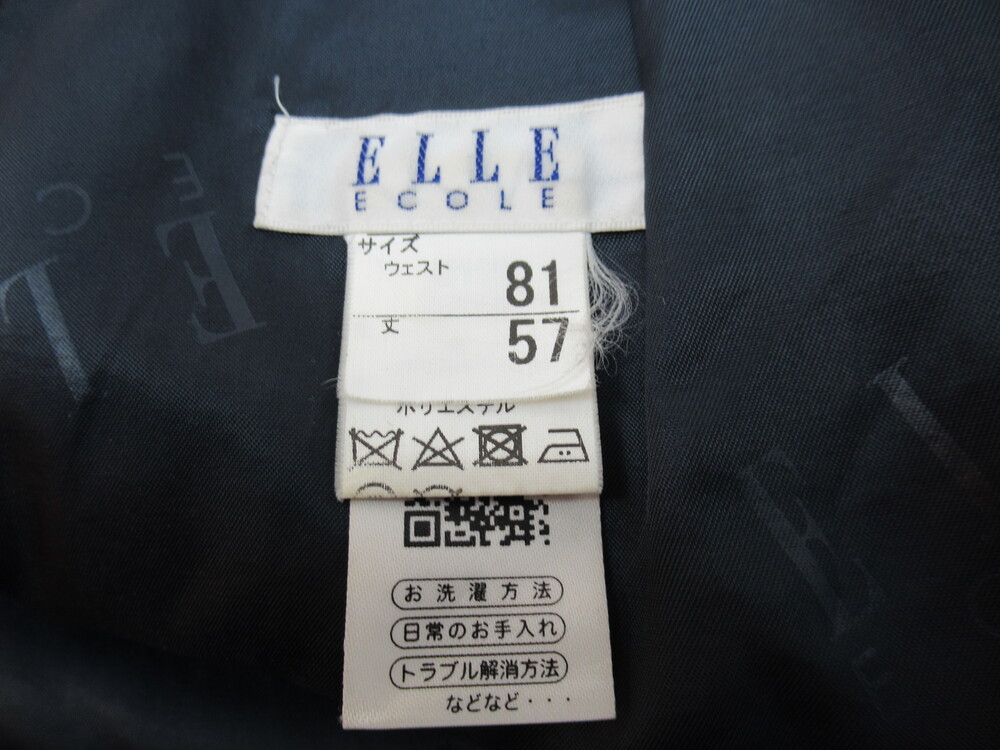 ELLE
ECOLE
サイズ
ウェスト 81
丈 57
ポリエステル
お洗濯方法
日常のお手入れ
トラブル解消方法
などなど・・・